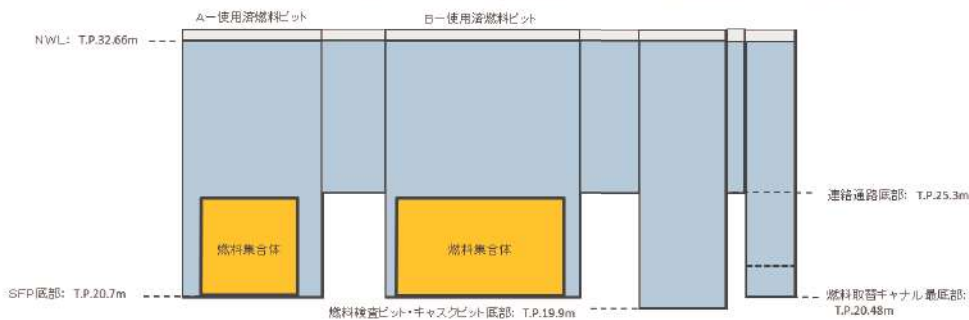 A－使用済燃料ピット
B－使用済燃料ピット
NWL: T.P.32.66m
連絡通路底部: T.P.25.3m
燃料集合体
燃料集合体
SFP底部: T.P.20.7m
燃料検査ピット・キャスクピット底部: T.P.19.9m
燃料取替キャナル最底部:
T.P.20.48m